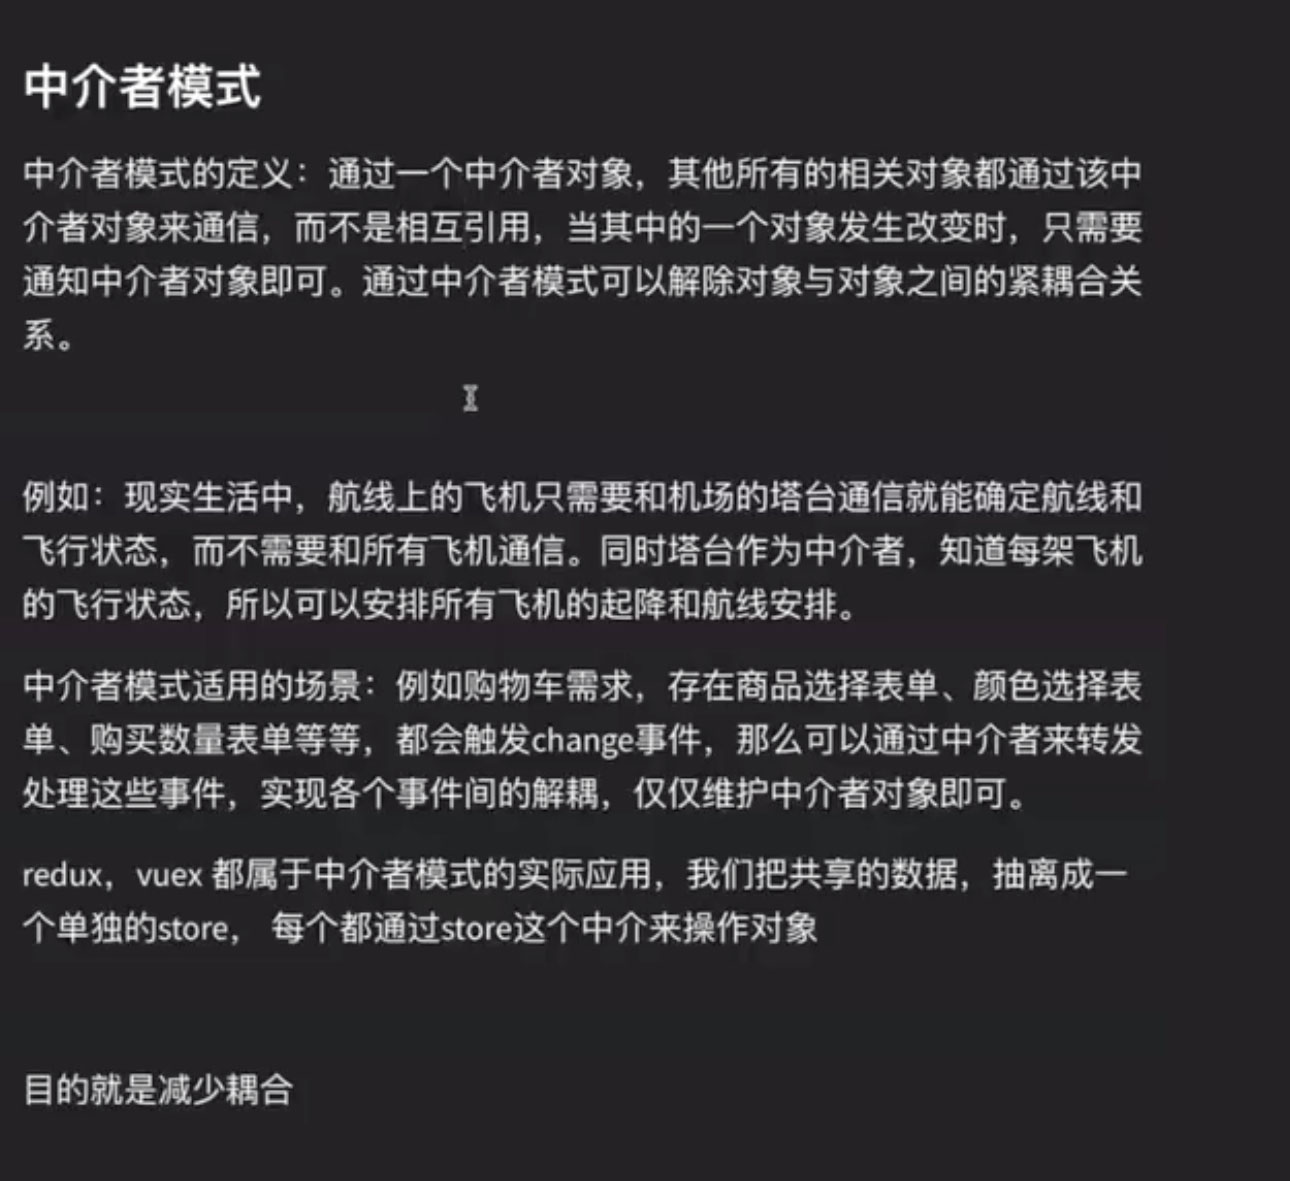 中介者模式
中介者模式的定义：通过一个中介者对象，其他所有的相关对象都通过该中
介者对象来通信，而不是相互引用，当其中的一个对象发生改变时，只需要
通知中介者对象即可。通过中介者模式可以解除对象与对象之间的紧耦合关
系。
例如：现实生活中，航线上的飞机只需要和机场的塔台通信就能确定航线和
飞行状态，而不需要和所有飞机通信。同时塔台作为中介者，知道每架飞机
的飞行状态，所以可以安排所有飞机的起降和航线安排。
中介者模式适用的场景：例如购物车需求，存在商品选择表单、颜色选择表
单、购买数量表单等等，都会触发change事件，那么可以通过中介者来转发
处理这些事件，实现各个事件间的解耦，仅仅维护中介者对象即可。
redux，vuex 都属于中介者模式的实际应用，我们把共享的数据，抽离成一
个单独的store， 每个都通过store这个中介来操作对象
目的就是减少耦合